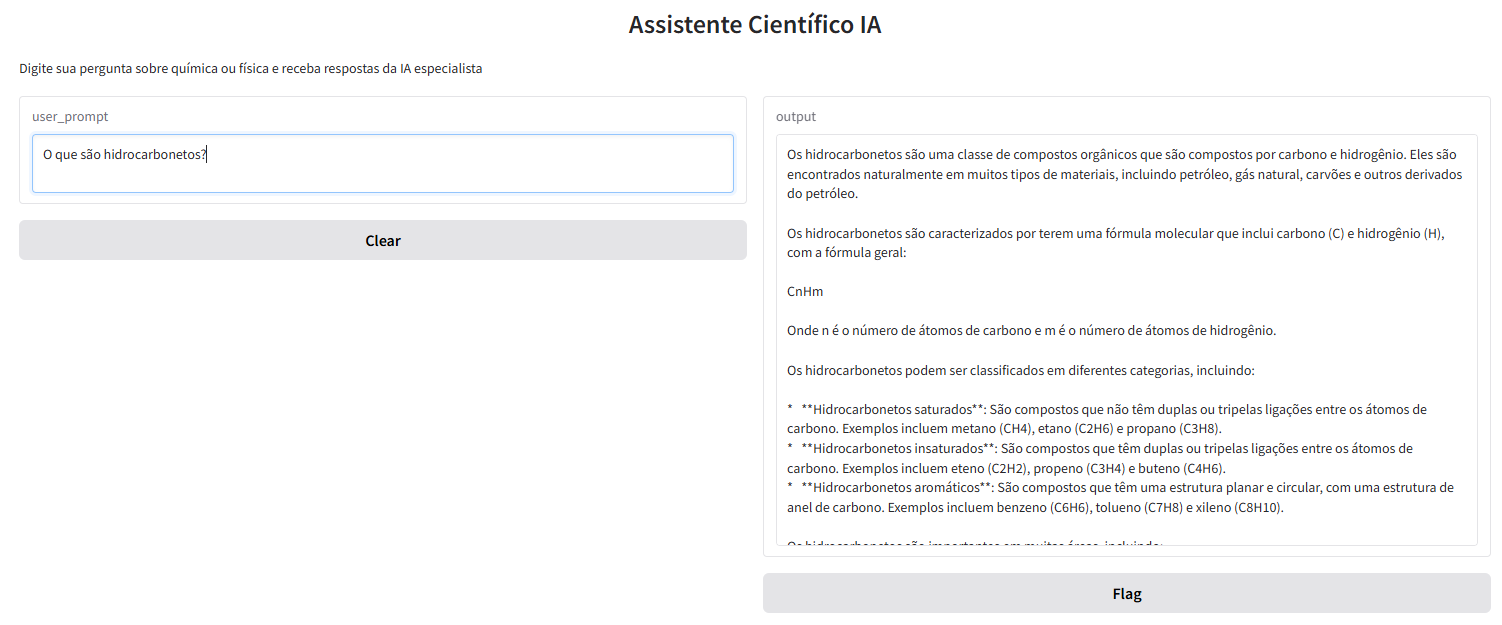 Assistente Científico IA
Digite sua pergunta sobre química ou física e receba respostas da IA especialista
user_prompt
O que são hidrocarbonetos?
Clear
output
Os hidrocarbonetos são uma classe de compostos orgânicos que são compostos por carbono e hidrogênio. Eles são
encontrados naturalmente em muitos tipos de materiais, incluindo petróleo, gás natural, carvões e outros derivados
do petróleo.
Os hidrocarbonetos são caracterizados por terem uma fórmula molecular que inclui carbono (C) e hidrogênio (H),
com a fórmula geral:
CnHm
Onde n é o número de átomos de carbono e m é o número de átomos de hidrogênio.
Os hidrocarbonetos podem ser classificados em diferentes categorias, incluindo:
* **Hidrocarbonetos saturados**: São compostos que não têm duplas ou tripelas ligações entre os átomos de
carbono. Exemplos incluem metano (CH4), etano (C2H6) e propano (C3H8).
* **Hidrocarbonetos insaturados**: São compostos que têm duplas ou tripelas ligações entre os átomos de
carbono. Exemplos incluem eteno (C2H2), propeno (C3H4) e buteno (C4H6).
* **Hidrocarbonetos aromáticos**: São compostos que têm uma estrutura planar e circular, com uma estrutura de
anel de carbono. Exemplos incluem benzeno (C6H6), tolueno (C7H8) e xileno (C8H10).
Os hidrocarbonetos são importantes em muitas áreas, incluindo:
Flag